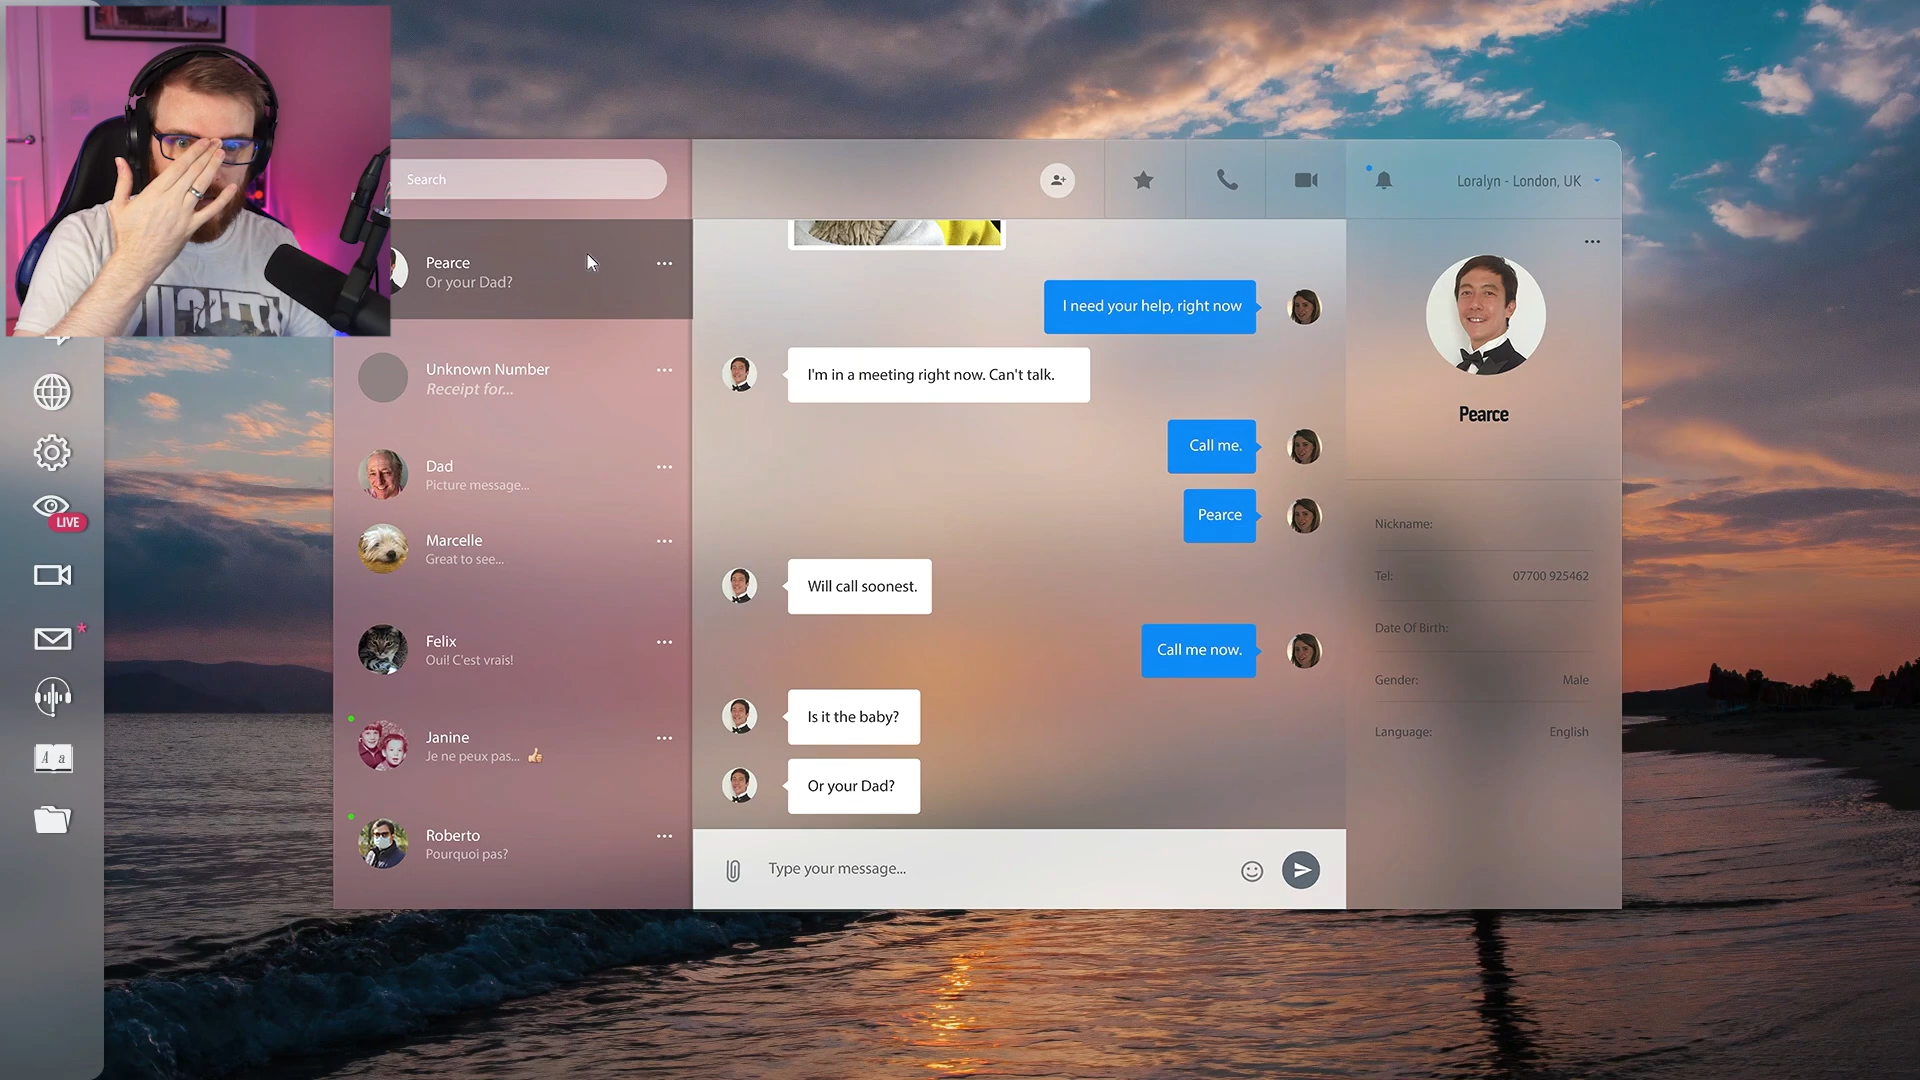 Search
Loralyn - London, UK
Pearce
Or your Dad?
Unknown Number
Receipt for...
Dad
Picture message...
Marcelle
Great to see...
Felix
Oui! C'est vrai!
Janine
Je ne peux pas... 👍
Roberto
Pourquoi pas?
I need your help, right now
I'm in a meeting right now. Can't talk.
Call me.
Pearce
Will call soonest.
Call me now.
Is it the baby?
Or your Dad?
Type your message...
Pearce
Nickname:
Tel: 07700 925462
Date Of Birth:
Gender: Male
Language: English
LIVE
A a